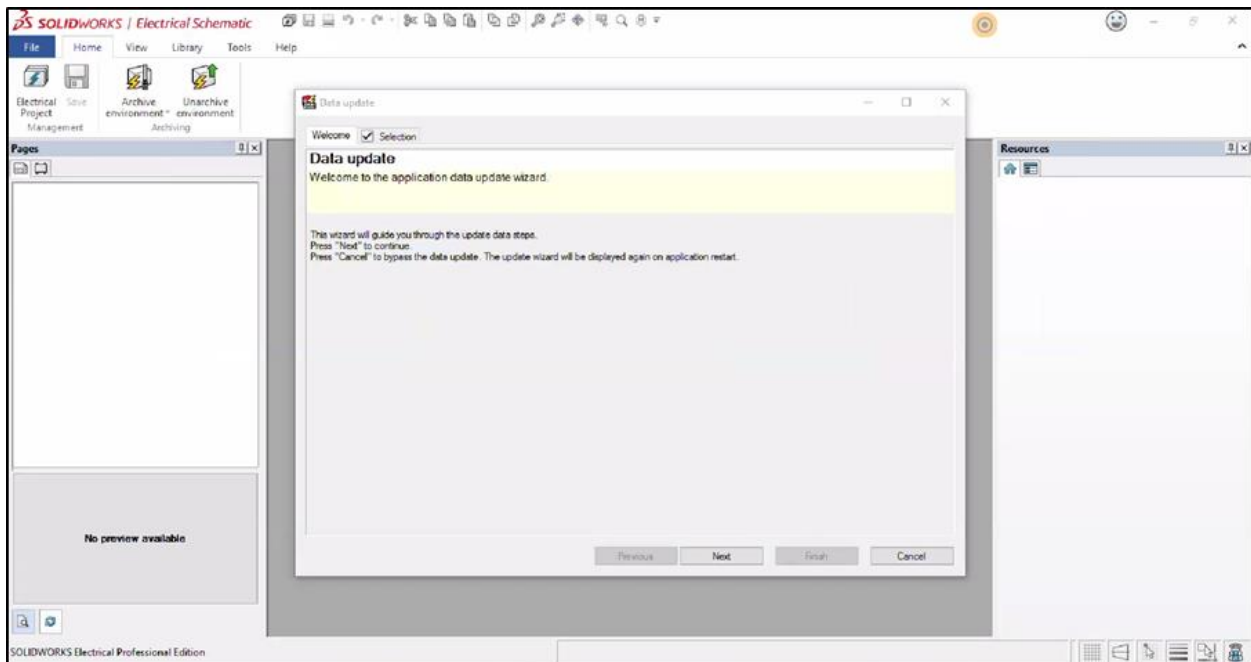 SOLIDWORKS | Electrical Schematic
File Home View Library Tools Help
Electrical Project
Save
Archive environment
Unarchive environment
Management
Archiving
Pages
No preview available
Data update
Welcome Selection
Data update
Welcome to the application data update wizard.
This wizard will guide you through the update data steps.
Press "Next" to continue.
Press "Cancel" to bypass the data update. The update wizard will be displayed again on application restart.
Previous Next Finish Cancel
Resources
SOLIDWORKS Electrical Professional Edition